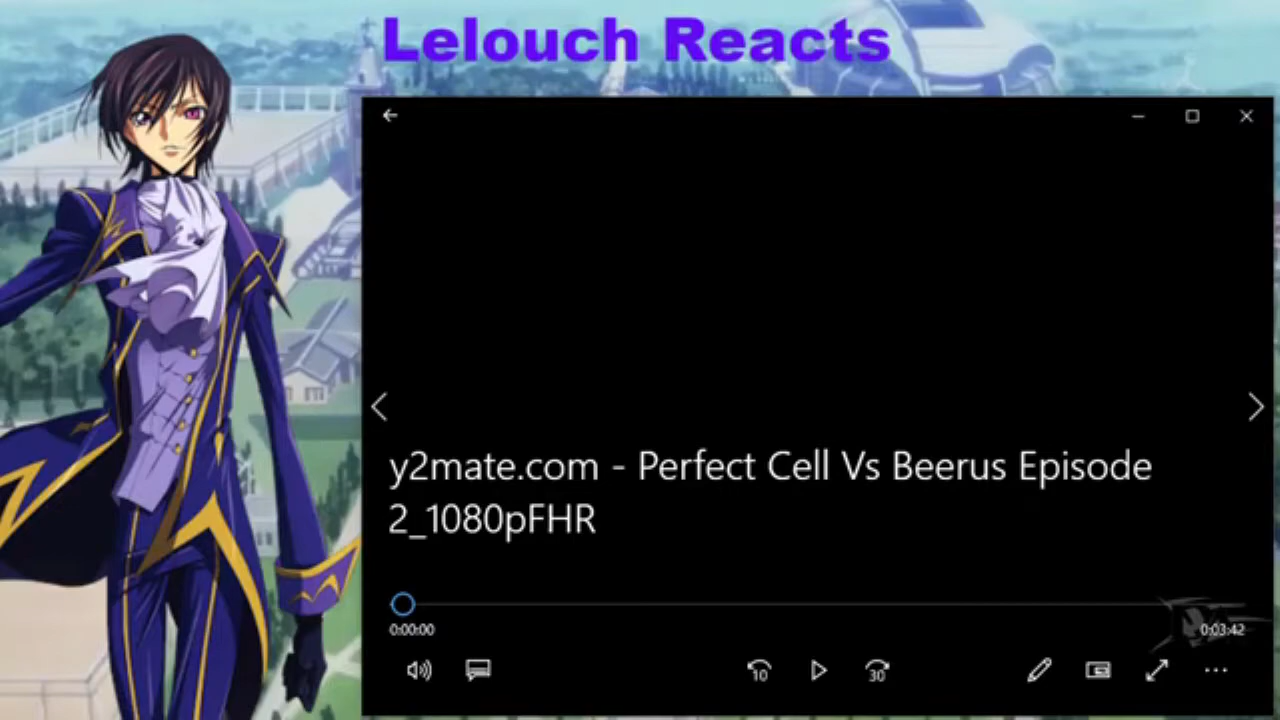 Lelouch Reacts
y2mate.com - Perfect Cell Vs Beerus Episode
2_1080pFHR
0:00:00
0:03:42
10
30